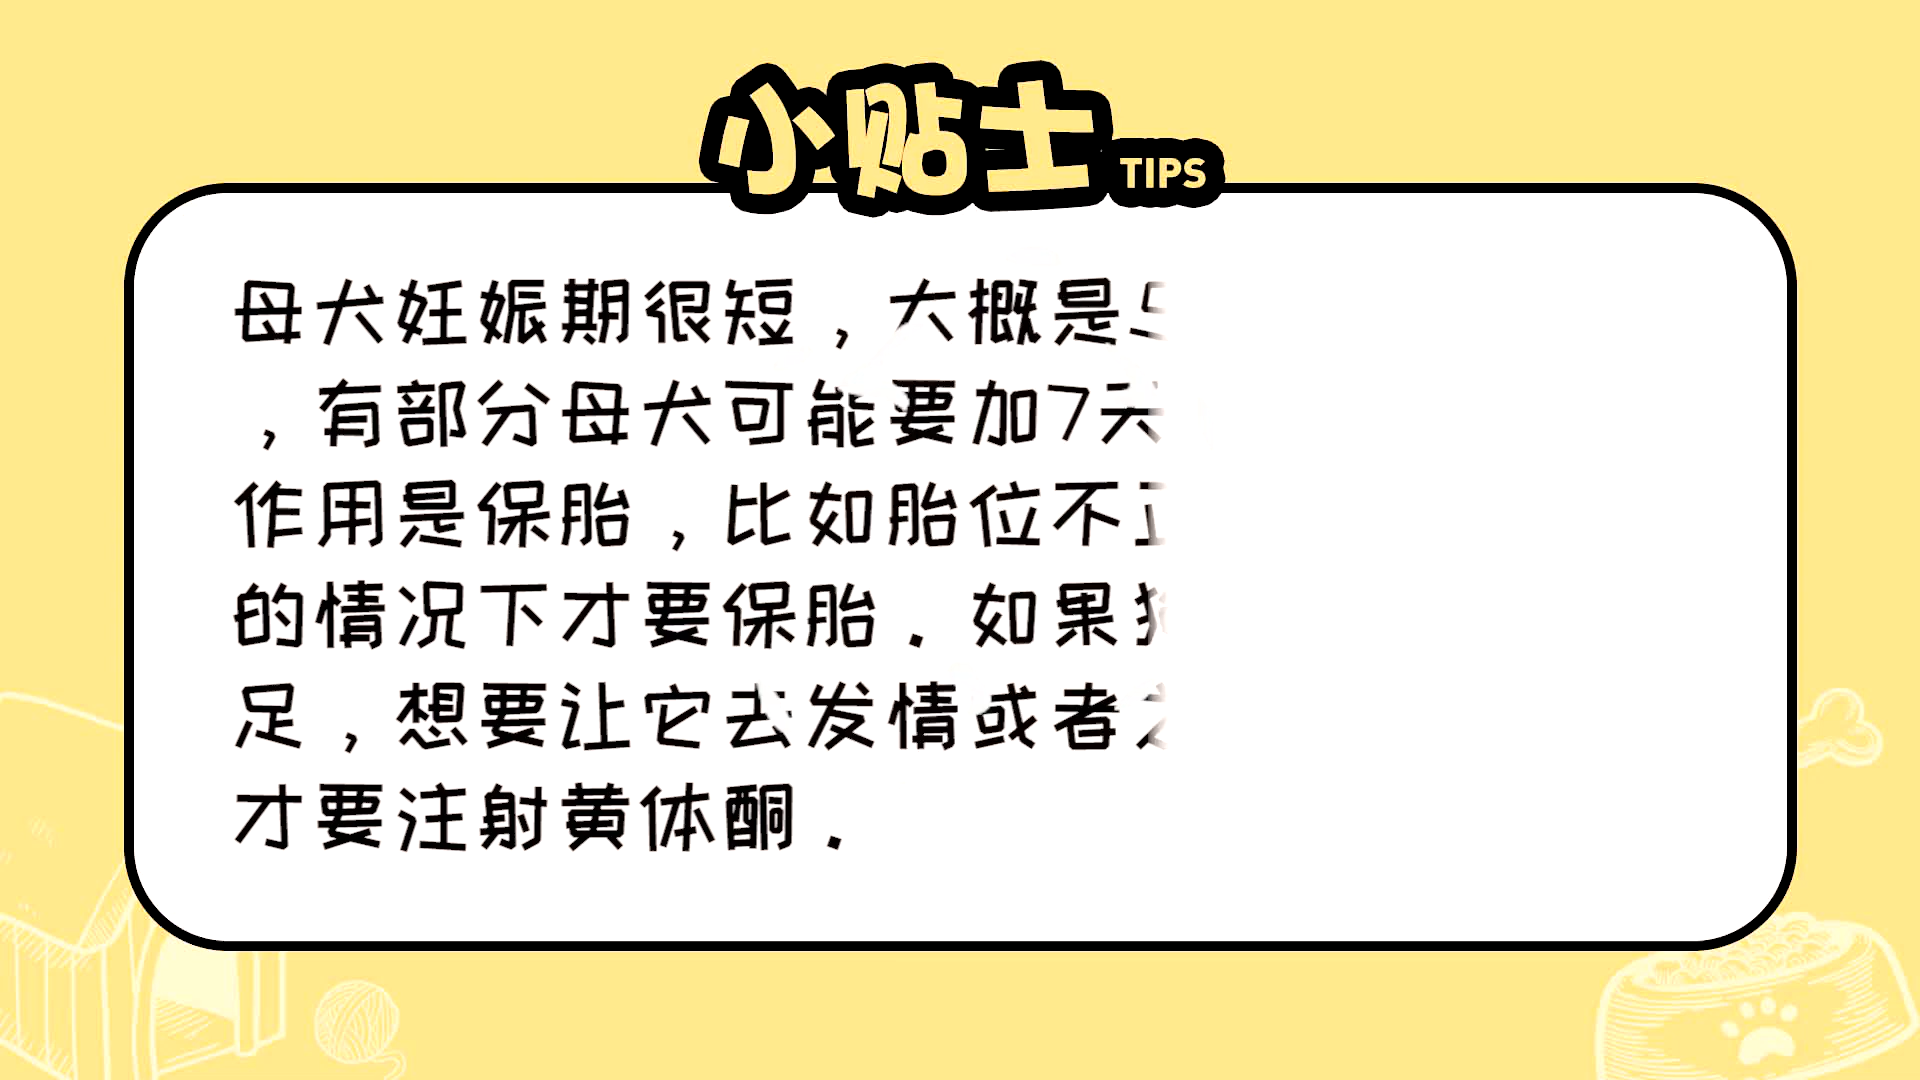 小贴士 TIPS
母犬妊娠期很短，大概是
，有部分母犬可能要加7天
作用是保胎，比如胎位不
的情况下才要保胎．如果
足，想要让它去发情或者
才要注射黄体酮．